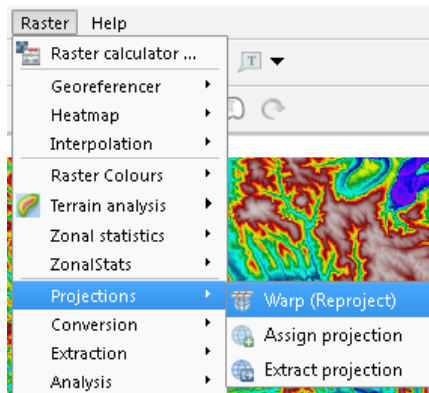 Raster Help
Raster calculator ...
T
Georeferencer
Heatmap
Interpolation
Raster Colours
Terrain analysis
Zonal statistics
ZonalStats
Projections
Warp (Reproject)
Conversion
Assign projection
Extraction
Extract projection
Analysis